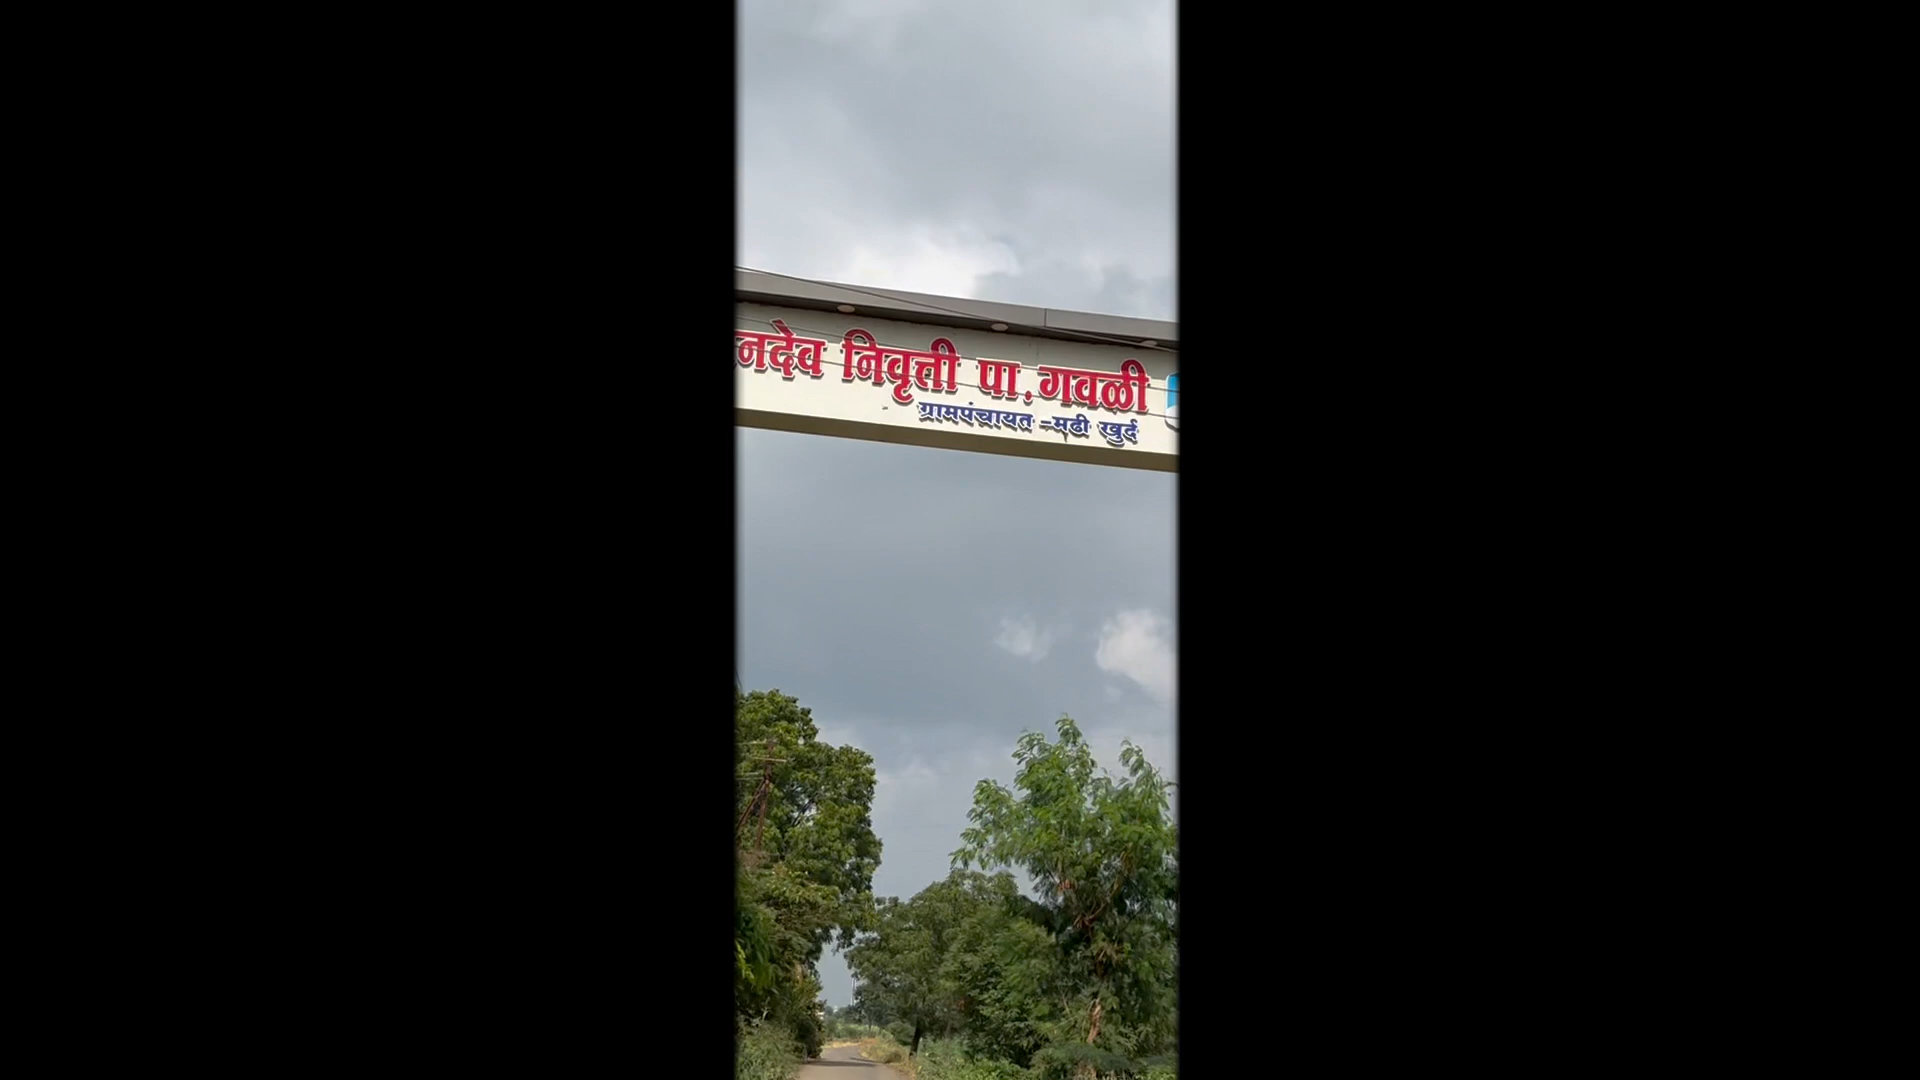 नदेव निवृत्ती पा. गवळी
ग्रामपंचायत -मढी खुर्द